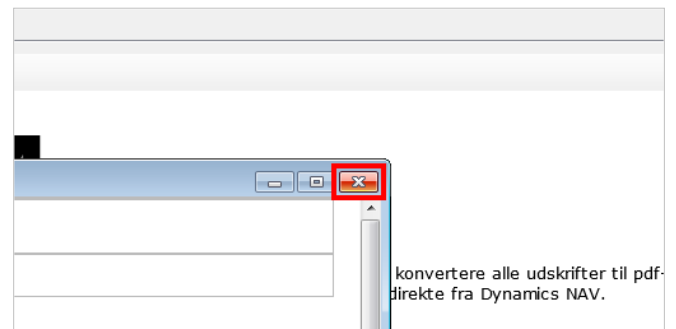 konvertere alle udskrifter til pdf-
direkte fra Dynamics NAV.